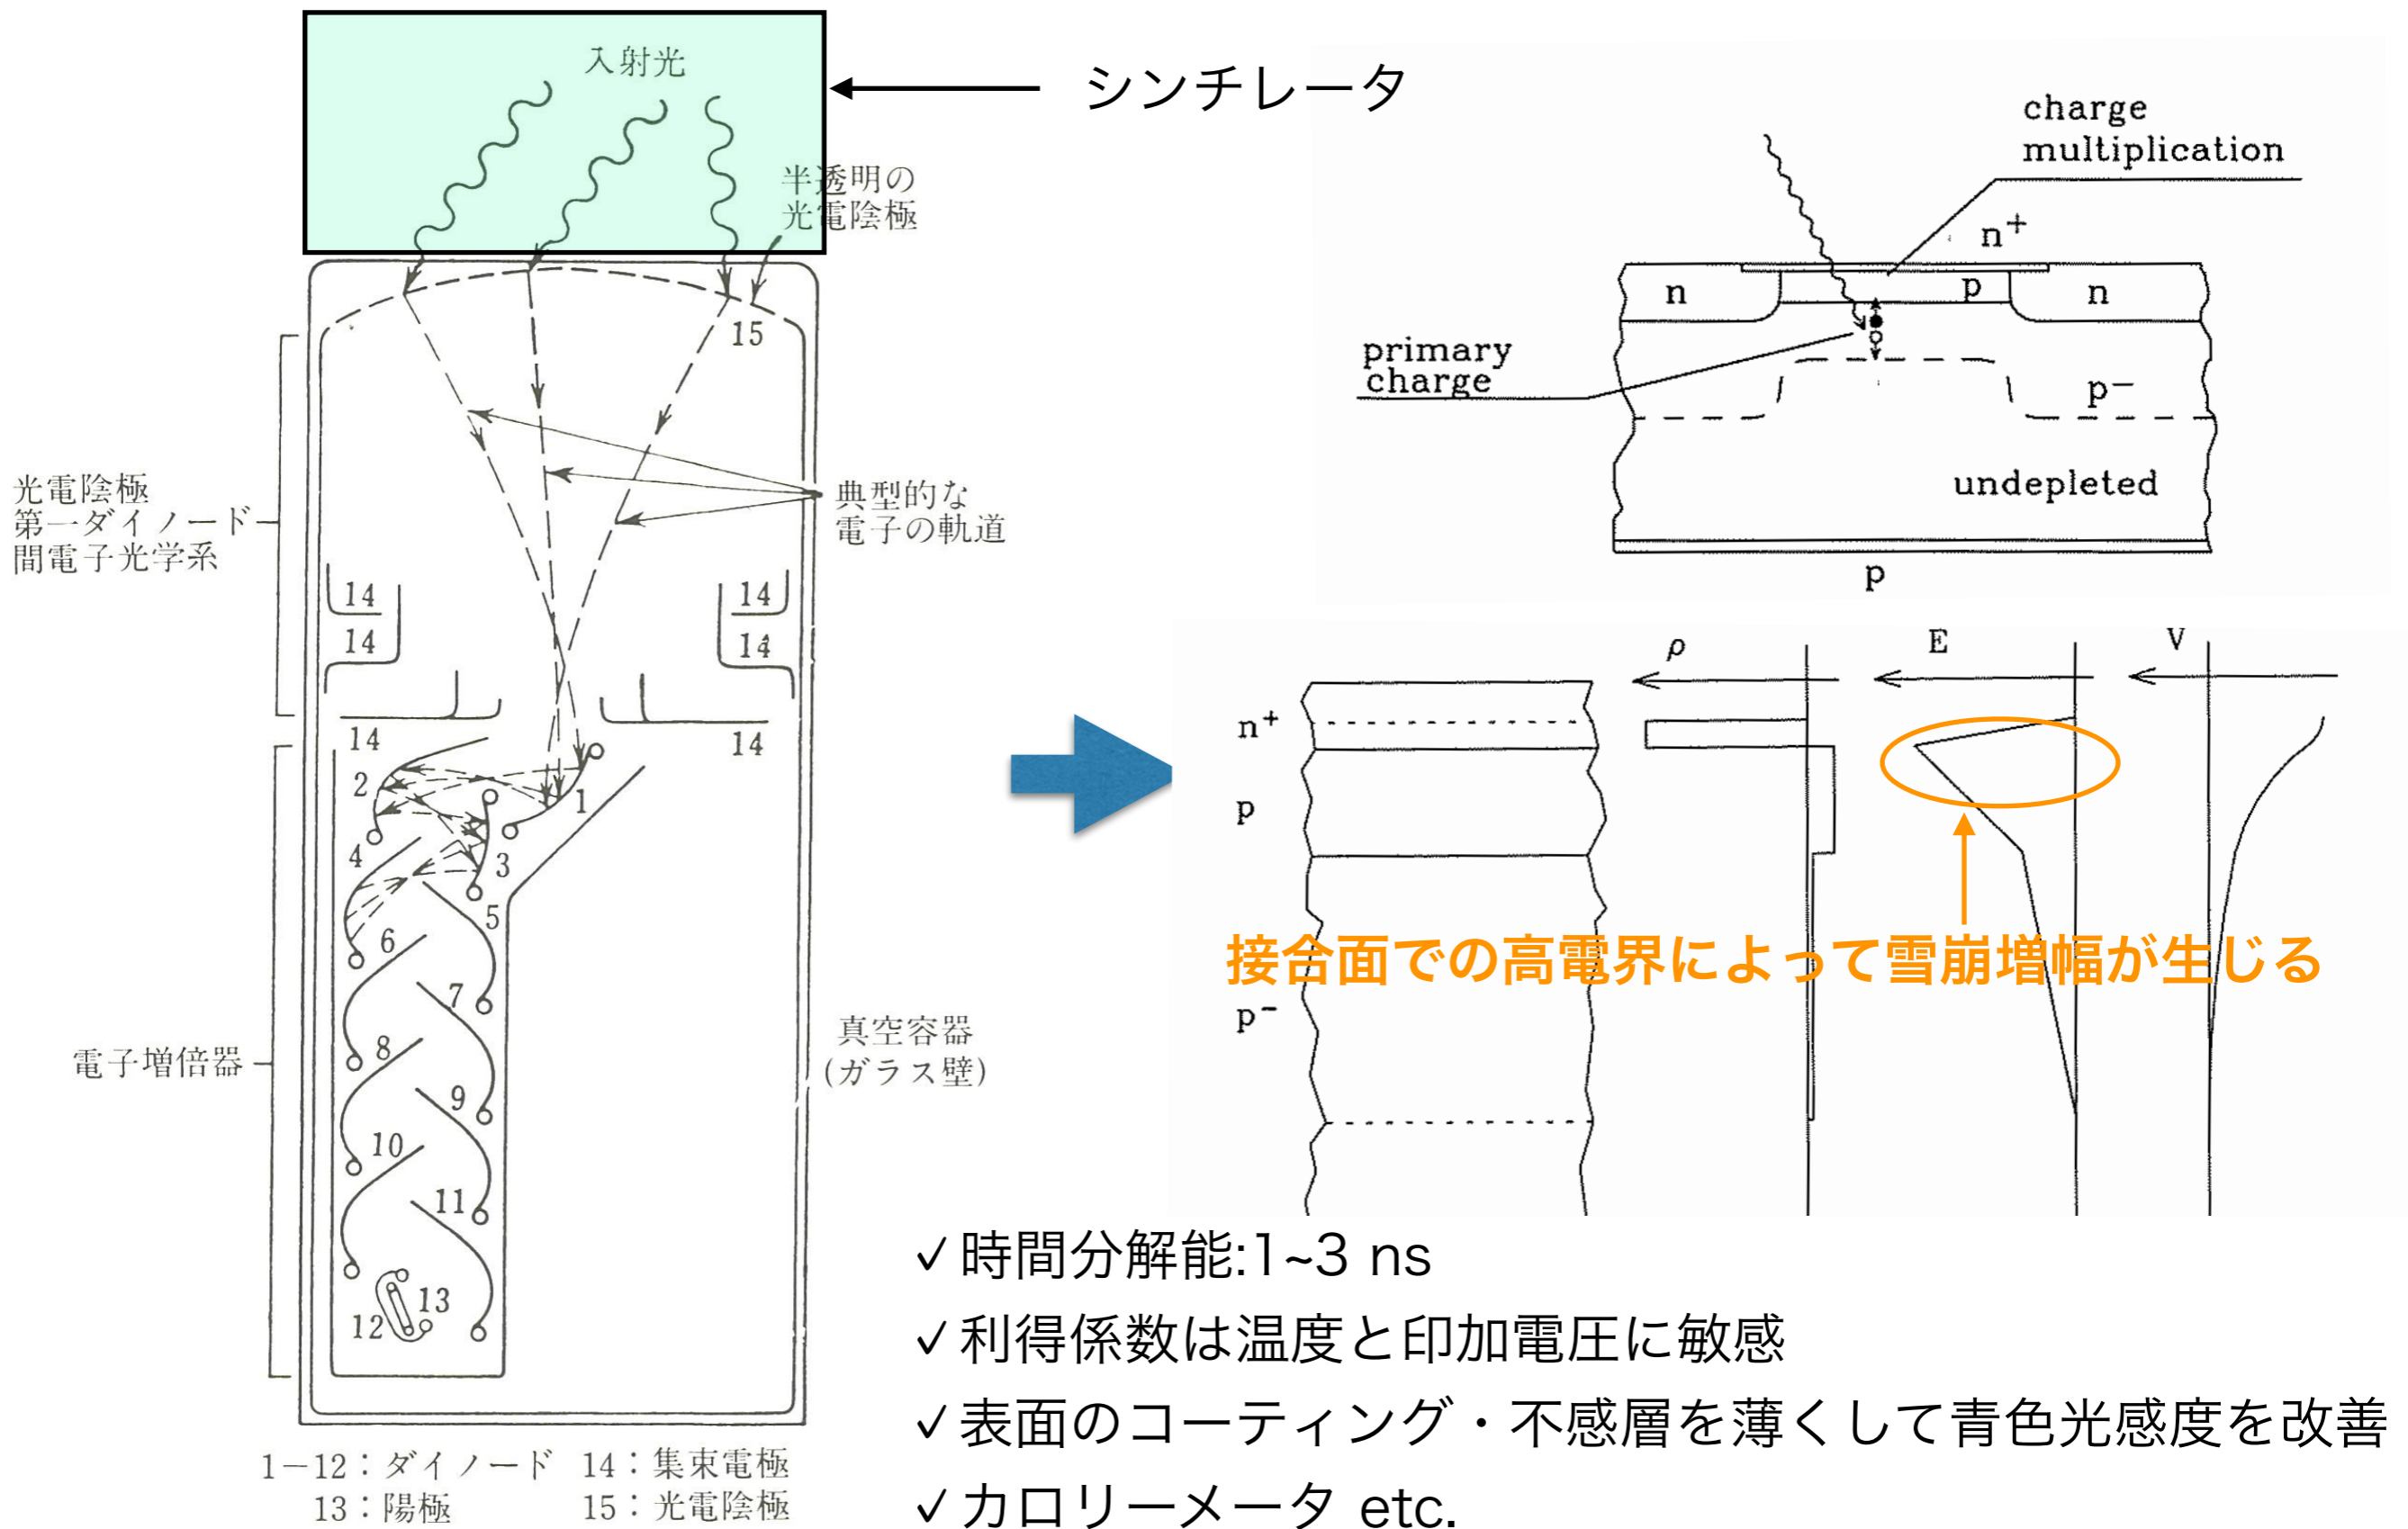 入射光
シンチレータ
半透明の
光電陰極
15
光電陰極
第一ダイノード
間電子光学系
典型的な
電子の軌道
14
14
14
14
14
14
2
1
4
3
5
6
7
8
9
10
11
13
12
電子増倍器
真空容器
(ガラス壁)
1−12：ダイノード 14：集束電極
13：陽極 15：光電陰極
charge
multiplication
n+
n
p
n
primary
charge
p−
undepleted
p
ρ
E
V
n+
p
接合面での高電界によって雪崩増幅が生じる
p−
✓時間分解能:1~3 ns
✓利得係数は温度と印加電圧に敏感
✓表面のコーティング・不感層を薄くして青色光感度を改善
✓カロリーメータ etc.